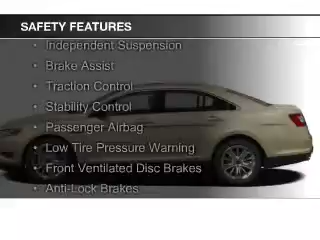 SAFETY FEATURES
• Independent Suspension
• Brake Assist
• Traction Control
• Stability Control
• Passenger Airbag
• Low Tire Pressure Warning
• Front Ventilated Disc Brakes
• Anti-Lock Brakes